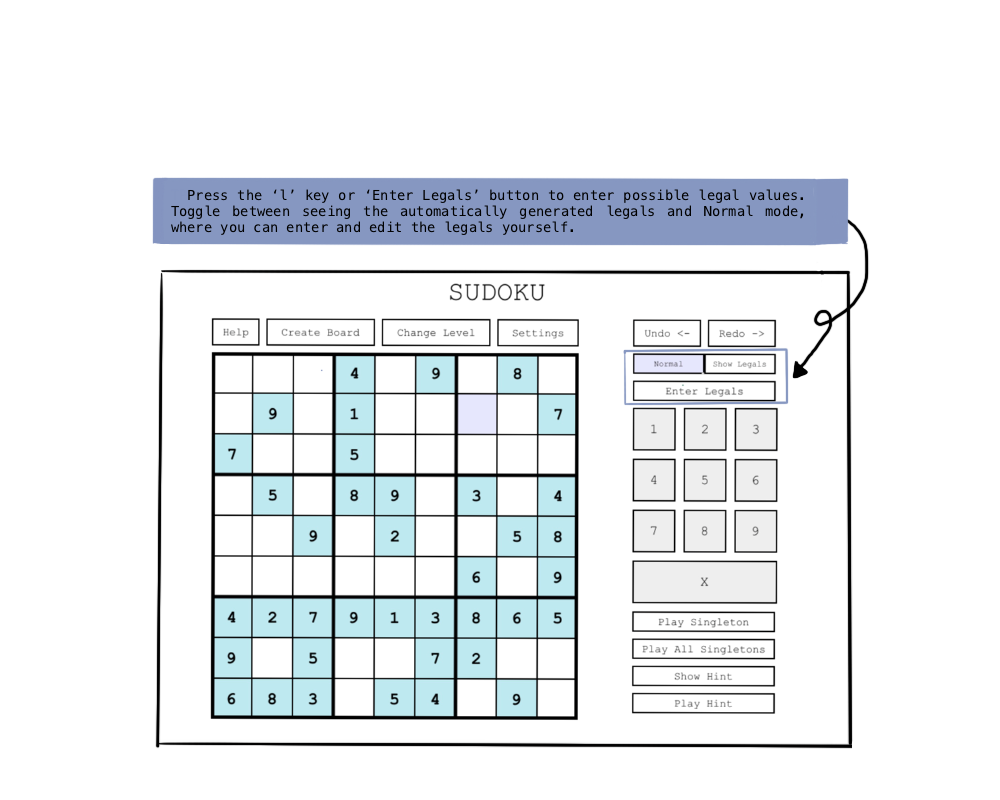 Press the ‘l’ key or ‘Enter Legals’ button to enter possible legal values.
Toggle between seeing the automatically generated legals and Normal mode,
where you can enter and edit the legals yourself.
SUDOKU
Help Create Board Change Level Settings Undo <- Redo ->
Normal Show Legals
Enter Legals
4 9 8
9 1 7
7 5
5 8 9 3 4
9 2 5 8
6 9
4 2 7 9 1 3 8 6 5
9 5 7 2
6 8 3 5 4 9
1 2 3
4 5 6
7 8 9
X
Play Singleton
Play All Singletons
Show Hint
Play Hint